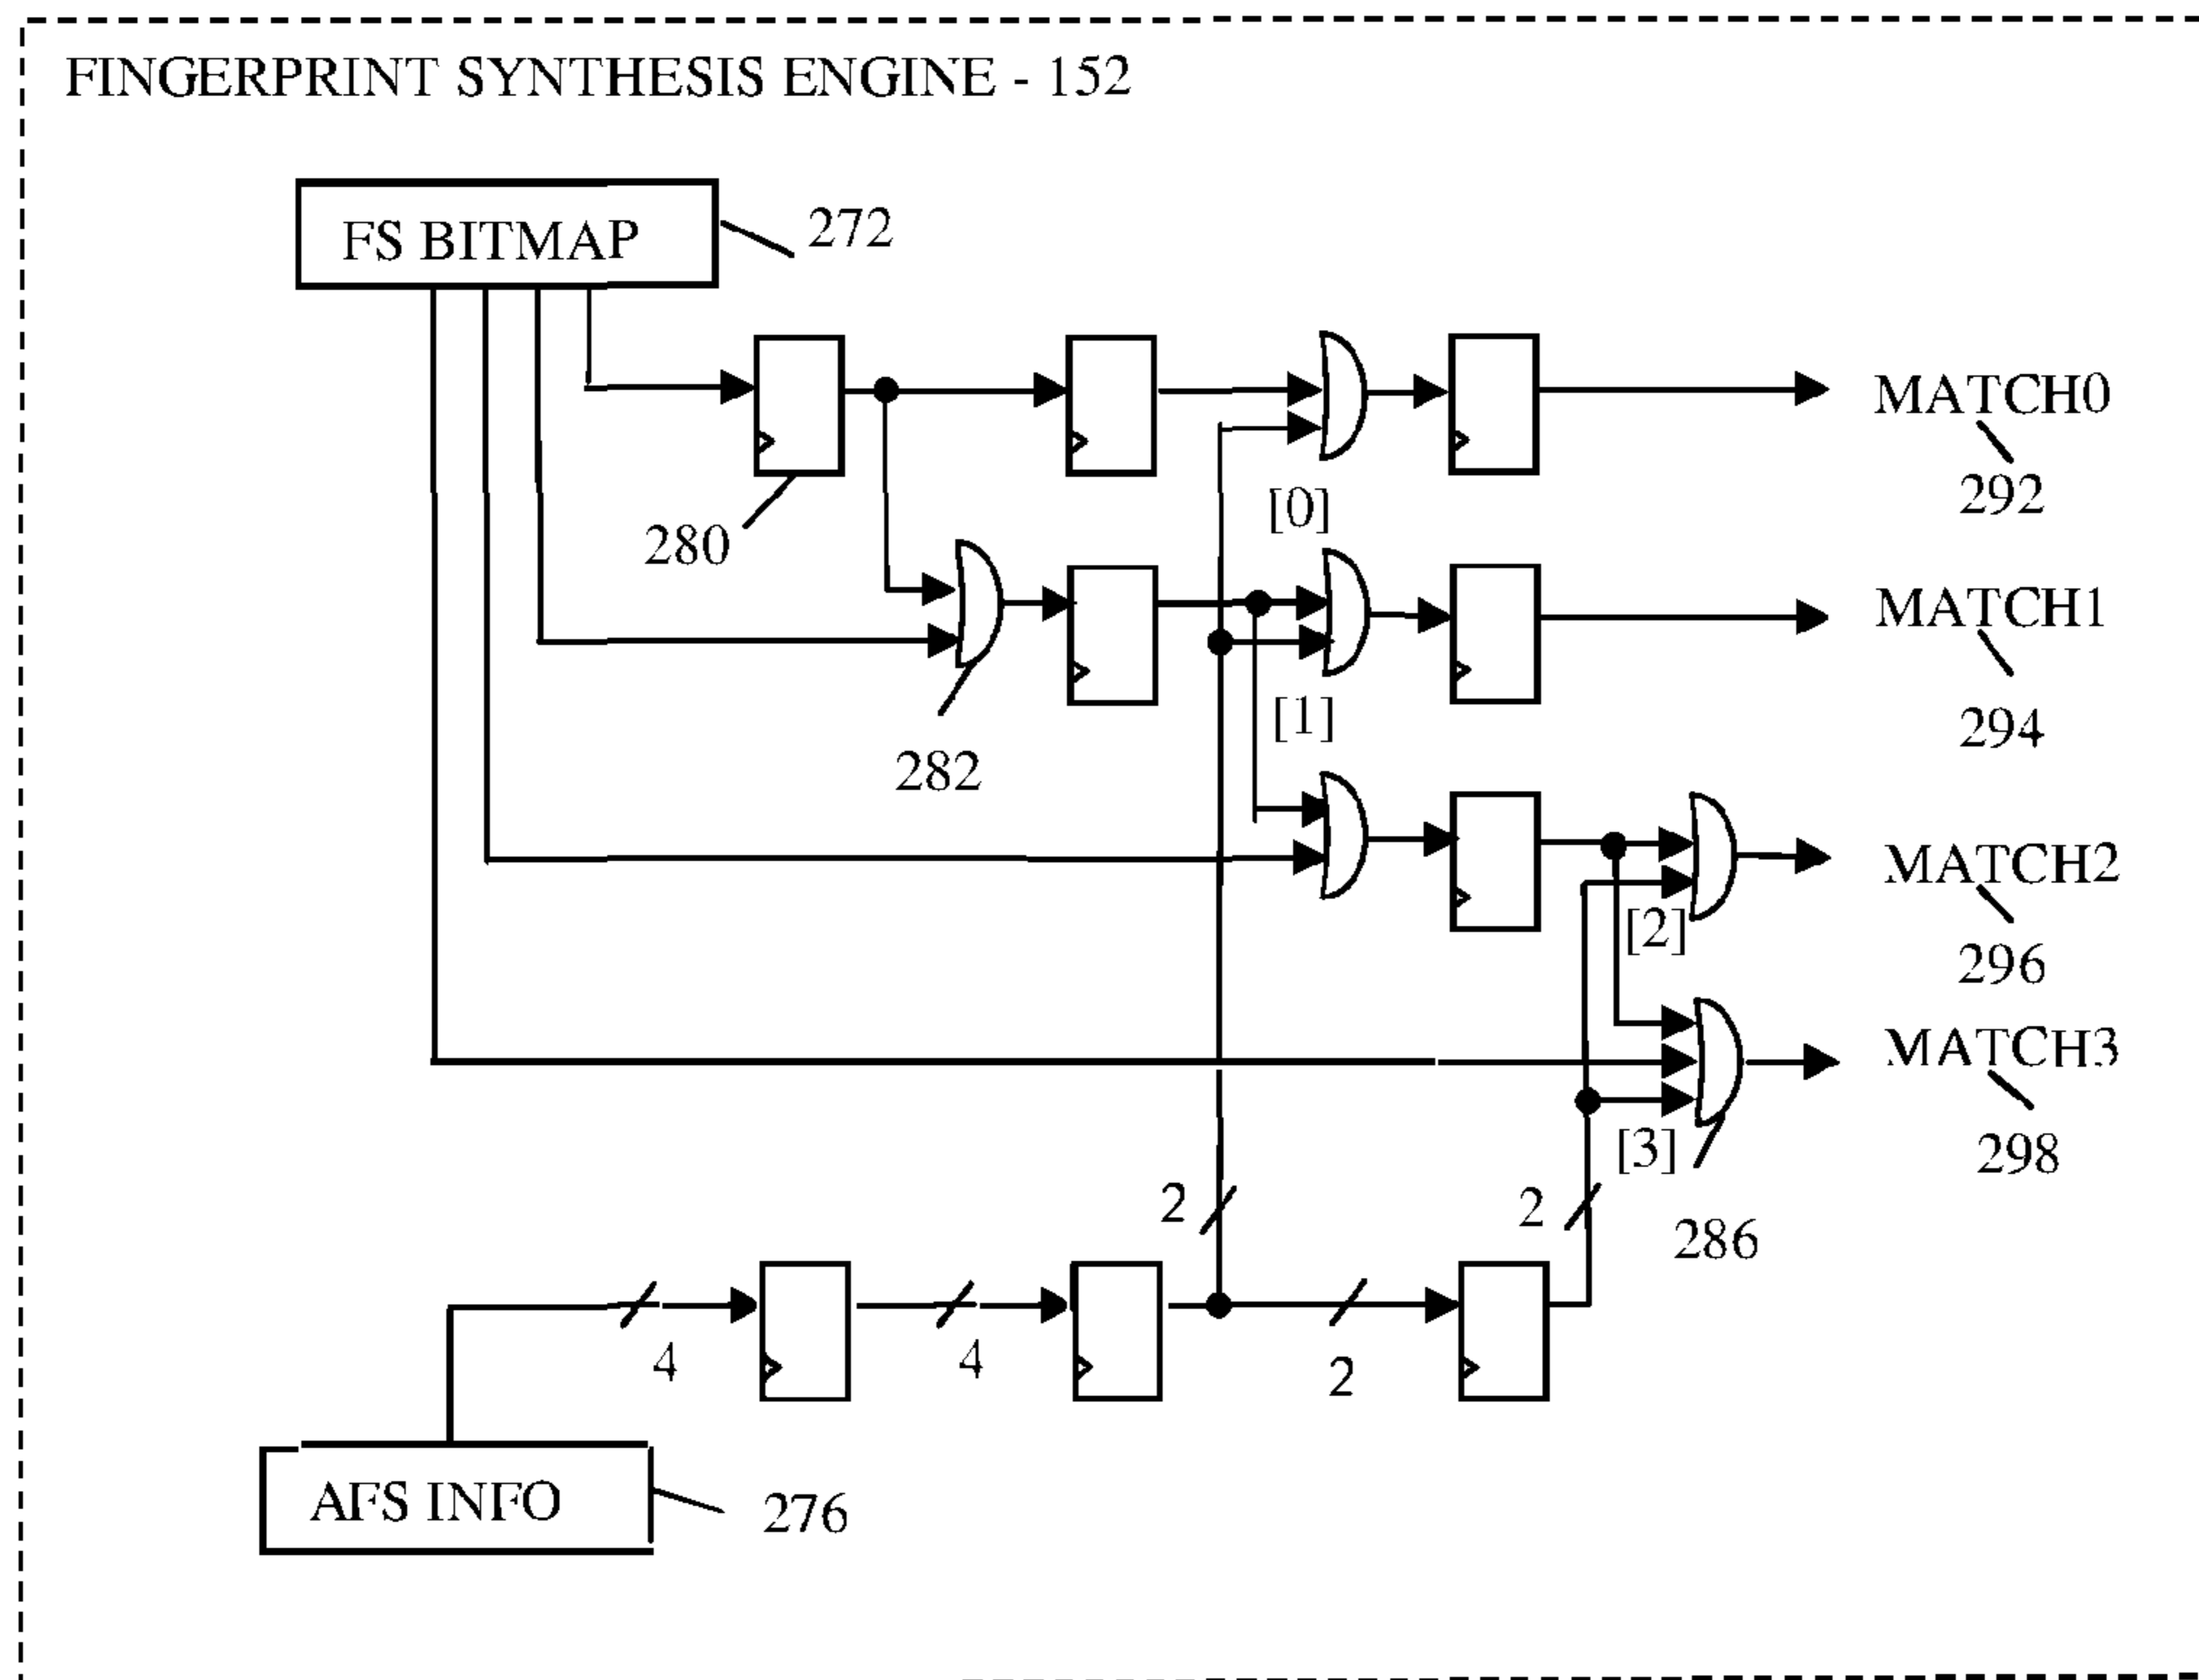 FINGERPRINT SYNTHESIS ENGINE - 152
FS BITMAP
272
MATCH0
292
280
[0]
MATCH1
294
[1]
282
MATCH2
296
[2]
MATCH3
298
[3]
286
2
2
4
4
2
AFS INFO
276